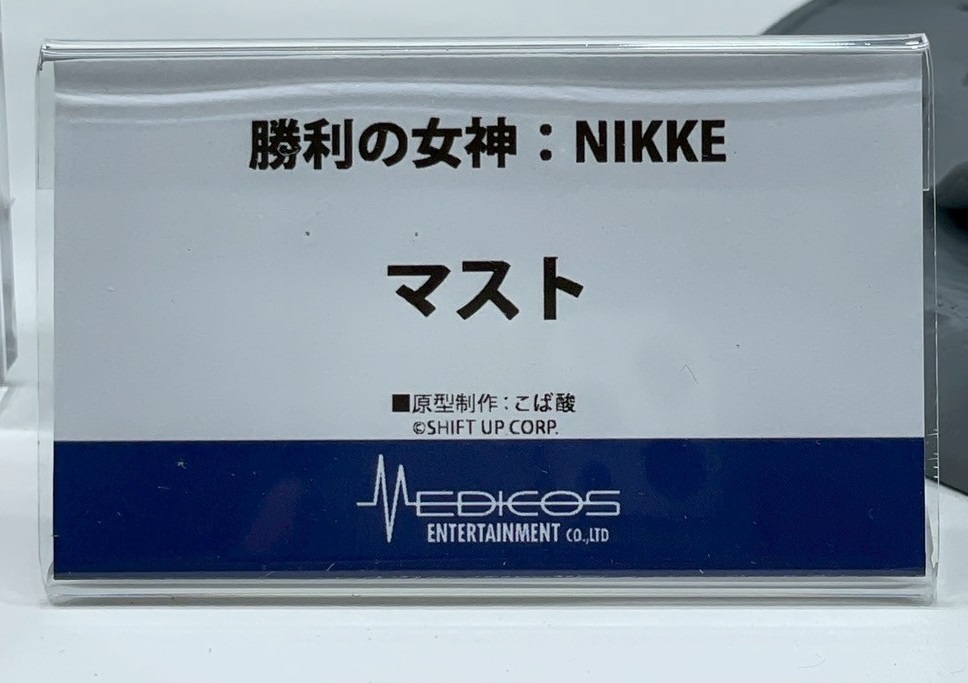 勝利の女神：NIKKE
マスト
■原型制作：こば酸
©SHIFT UP CORP.
MEDICOS
ENTERTAINMENT CO.,LTD